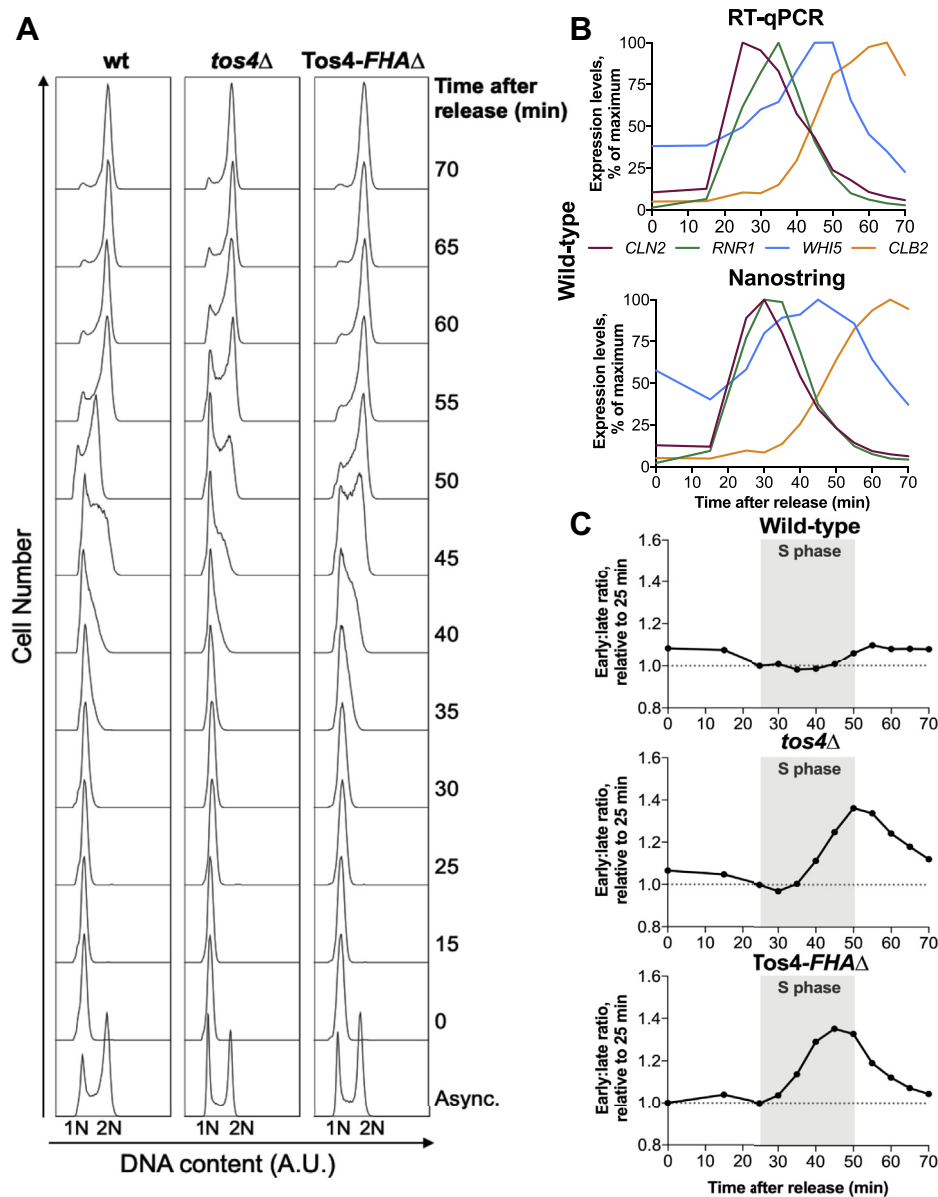 A
wt
tos4Δ
Tos4-FHAΔ
Time after
release (min)
70
65
60
55
50
45
40
35
30
25
15
0
Async.
1N 2N
1N 2N
1N 2N
Cell Number
DNA content (A.U.)
B
RT-qPCR
Wild-type
Expression levels,
% of maximum
100
75
50
25
0
0 10 20 30 40 50 60 70
CLN2 RNR1 WHI5 CLB2
Nanostring
Expression levels,
% of maximum
100
75
50
25
0
0 10 20 30 40 50 60 70
Time after release (min)
C
Wild-type
S phase
Early:late ratio,
relative to 25 min
1.6
1.4
1.2
1.0
0.8
0 10 20 30 40 50 60 70
tos4Δ
S phase
Early:late ratio,
relative to 25 min
1.6
1.4
1.2
1.0
0.8
0 10 20 30 40 50 60 70
Tos4-FHAΔ
S phase
Early:late ratio,
relative to 25 min
1.6
1.4
1.2
1.0
0.8
0 10 20 30 40 50 60 70
Time after release (min)